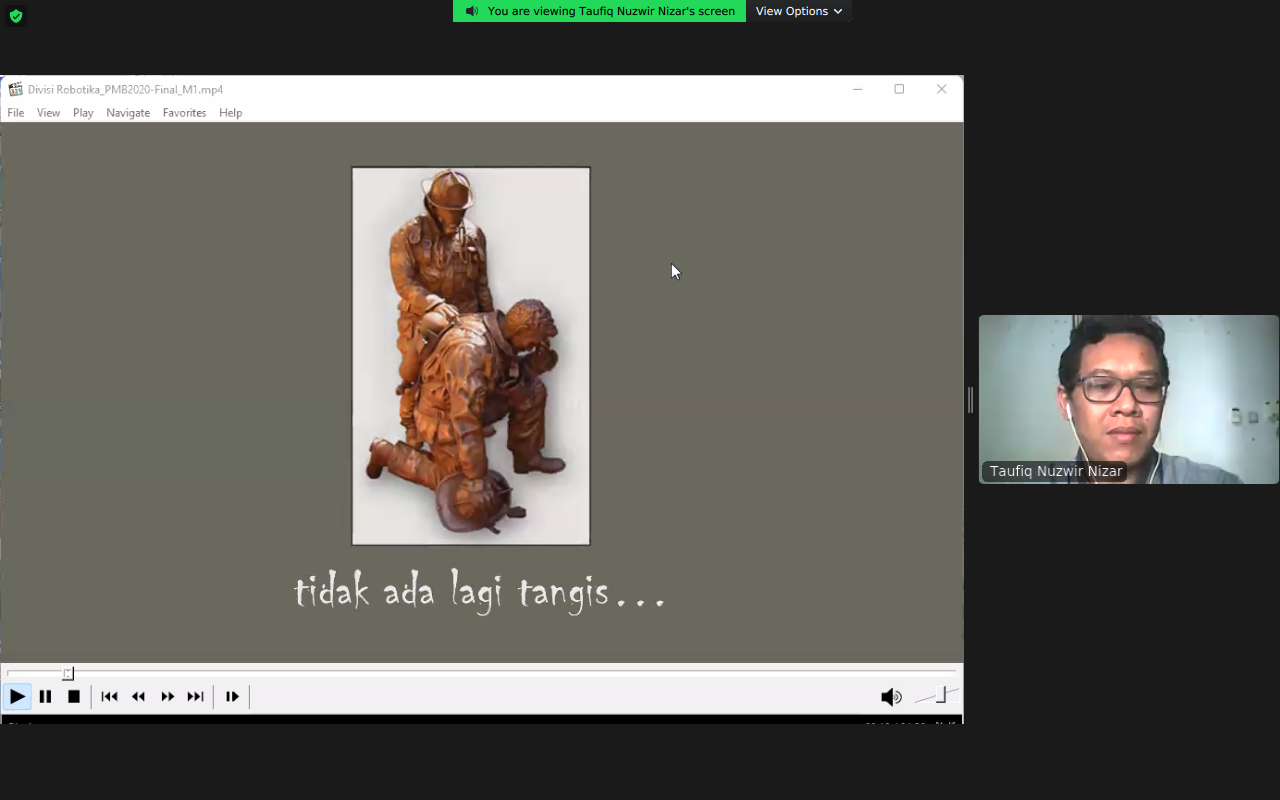 You are viewing Taufiq Nuzwir Nizar's screen
View Options
Divisi Robotika_PMB2020-Final_M1.mp4
File View Play Navigate Favorites Help
tidak ada lagi tangis...
Taufiq Nuzwir Nizar